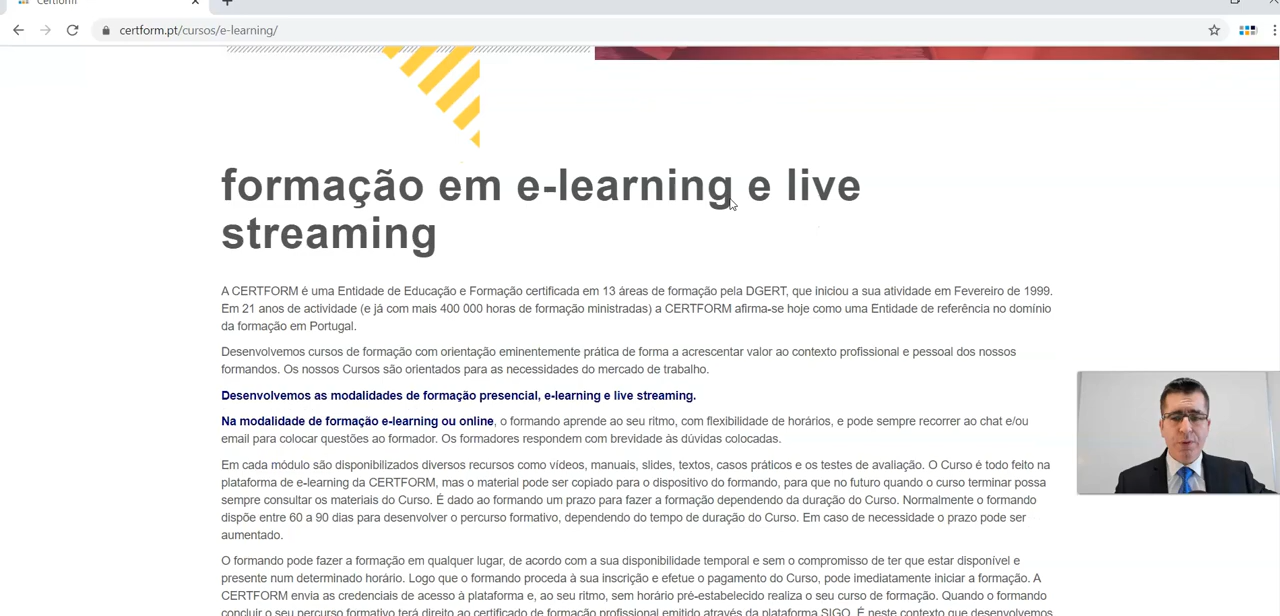 Certform
certform.pt/cursos/e-learning/
formação em e-learning e live
streaming
A CERTFORM é uma Entidade de Educação e Formação certificada em 13 áreas de formação pela DGERT, que iniciou a sua atividade em Fevereiro de 1999.
Em 21 anos de actividade (e já com mais 400 000 horas de formação ministradas) a CERTFORM afirma-se hoje como uma Entidade de referência no domínio
da formação em Portugal.
Desenvolvemos cursos de formação com orientação eminentemente prática de forma a acrescentar valor ao contexto profissional e pessoal dos nossos
formandos. Os nossos Cursos são orientados para as necessidades do mercado de trabalho.
Desenvolvemos as modalidades de formação presencial, e-learning e live streaming.
Na modalidade de formação e-learning ou online, o formando aprende ao seu ritmo, com flexibilidade de horários, e pode sempre recorrer ao chat e/ou
email para colocar questões ao formador. Os formadores respondem com brevidade às dúvidas colocadas.
Em cada módulo são disponibilizados diversos recursos como vídeos, manuais, slides, textos, casos práticos e os testes de avaliação. O Curso é todo feito na
plataforma de e-learning da CERTFORM, mas o material pode ser copiado para o dispositivo do formando, para que no futuro quando o curso terminar possa
sempre consultar os materiais do Curso. É dado ao formando um prazo para fazer a formação dependendo da duração do Curso. Normalmente o formando
dispõe entre 60 a 90 dias para desenvolver o percurso formativo, dependendo do tempo de duração do Curso. Em caso de necessidade o prazo pode ser
aumentado.
O formando pode fazer a formação em qualquer lugar, de acordo com a sua disponibilidade temporal e sem o compromisso de ter que estar disponível e
presente num determinado horário. Logo que o formando proceda à sua inscrição e efetue o pagamento do Curso, pode imediatamente iniciar a formação. A
CERTFORM envia as credenciais de acesso à plataforma e, ao seu ritmo, sem horário pré-estabelecido realiza o seu curso de formação. Quando o formando
concluir o seu percurso formativo terá direito ao certificado de formação profissional emitido através da plataforma SIGO. É neste contexto que desenvolvemos